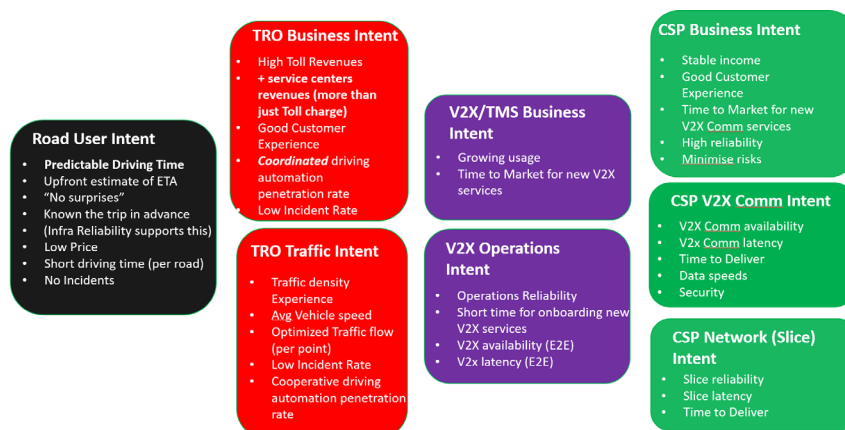 Road User Intent
• Predictable Driving Time
• Upfront estimate of ETA
• “No surprises”
• Known the trip in advance
• (Infra Reliability supports this)
• Low Price
• Short driving time (per road)
• No Incidents
TRO Business Intent
• High Toll Revenues
• + service centers
revenues (more than
just Toll charge)
• Good Customer
Experience
• Coordinated driving
automation
penetration rate
• Low Incident Rate
TRO Traffic Intent
• Traffic density
Experience
• Avg Vehicle speed
• Optimized Traffic flow
(per point)
• Low Incident Rate
• Cooperative driving
automation penetration
rate
V2X/TMS Business
Intent
• Growing usage
• Time to Market for new V2X
services
V2X Operations
Intent
• Operations Reliability
• Short time for onboarding new
V2X services
• V2X availability (E2E)
• V2x latency (E2E)
CSP Business Intent
• Stable income
• Good Customer
Experience
• Time to Market for new
V2X Comm services
• High reliability
• Minimise risks
CSP V2X Comm Intent
• V2X Comm availability
• V2x Comm latency
• Time to Deliver
• Data speeds
• Security
CSP Network (Slice)
Intent
• Slice reliability
• Slice latency
• Time to Deliver